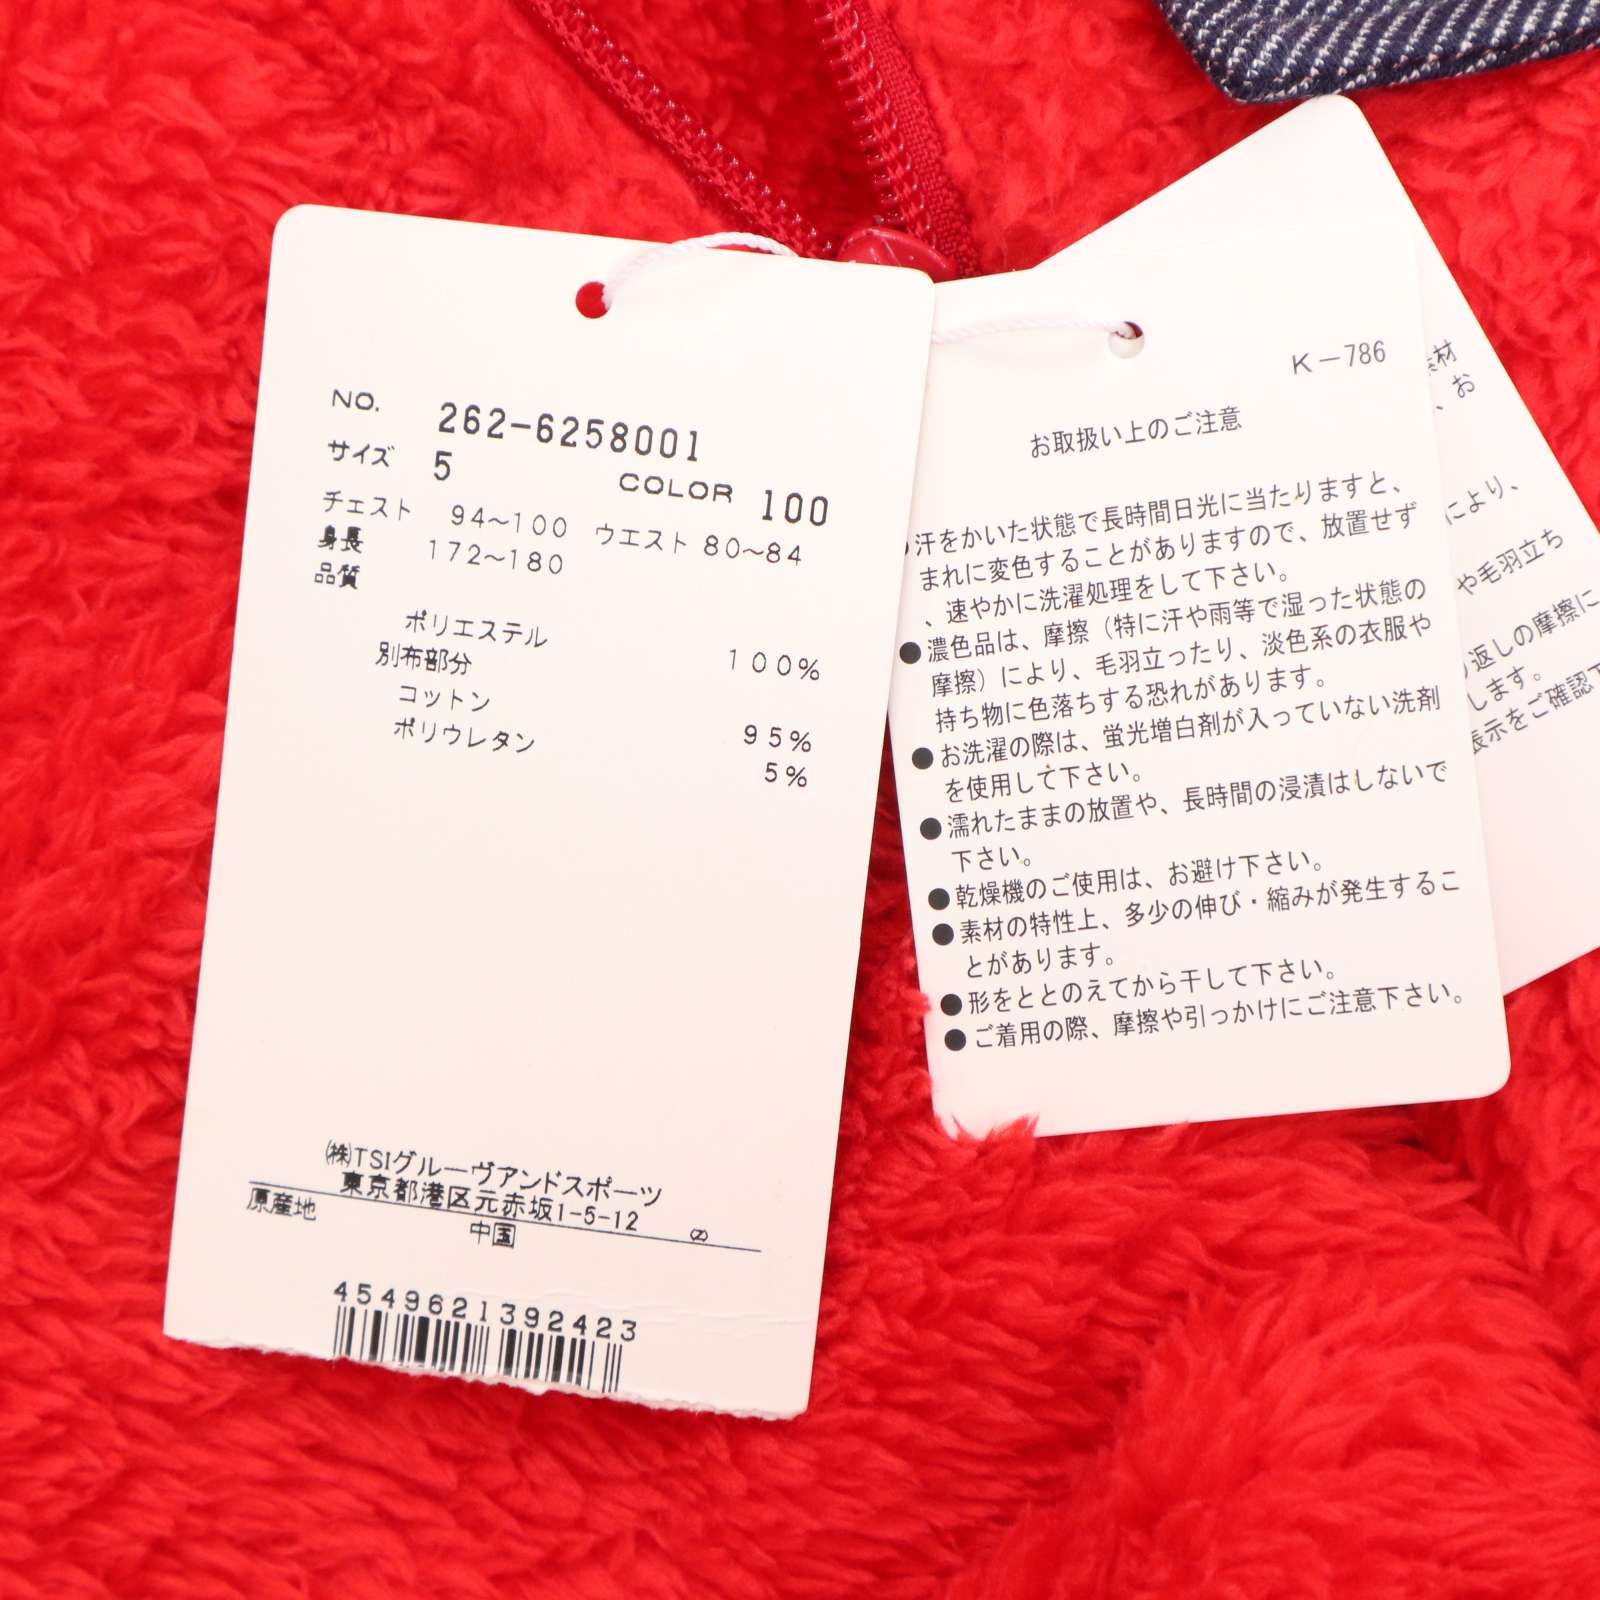 NO. 262-6258001
サイズ 5 COLOR 100
チェスト 94～100 ウエスト 80～84
身長 172～180
品質
ポリエステル 100%
別布部分
コットン 95%
ポリウレタン 5%
㈱TSIグルーヴアンドスポーツ
東京都港区元赤坂1-5-12
原産地 中国
4549621392423
K－786
お取扱い上のご注意
汗をかいた状態で長時間日光に当たりますと、
まれに変色することがありますので、放置せず
、速やかに洗濯処理をして下さい。
●濃色品は、摩擦（特に汗や雨等で湿った状態の
摩擦）により、毛羽立ったり、淡色系の衣服や
持ち物に色落ちする恐れがあります。
●お洗濯の際は、蛍光増白剤が入っていない洗剤
を使用して下さい。
●濡れたままの放置や、長時間の浸漬はしないで
下さい。
●乾燥機のご使用は、お避け下さい。
●素材の特性上、多少の伸び・縮みが発生するこ
とがあります。
●形をととのえてから干して下さい。
●ご着用の際、摩擦や引っかけにご注意下さい。
材
、お
により、
や毛羽立ち
返しの摩擦に
します。
表示をご確認下